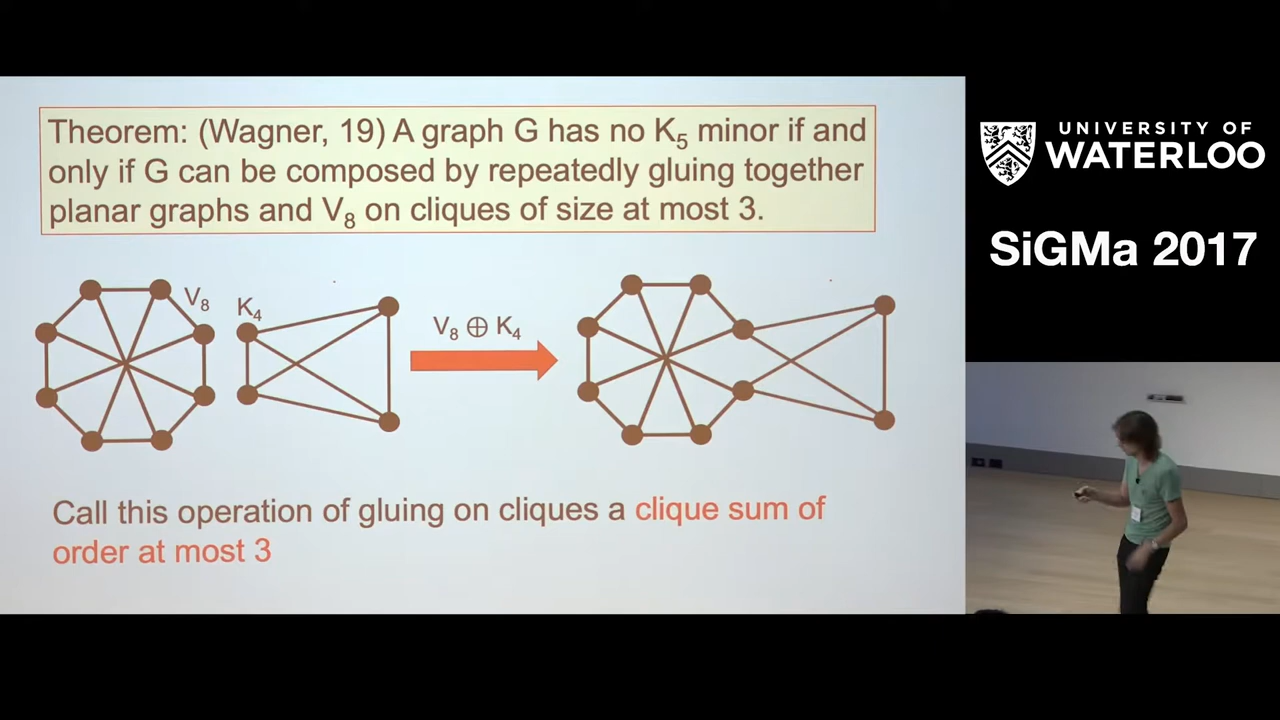 Theorem: (Wagner, 19) A graph G has no K₅ minor if and
only if G can be composed by repeatedly gluing together
planar graphs and V₈ on cliques of size at most 3.
V₈
K₄
V₈ ⊕ K₄
Call this operation of gluing on cliques a clique sum of
order at most 3
UNIVERSITY OF
WATERLOO
SiGMa 2017